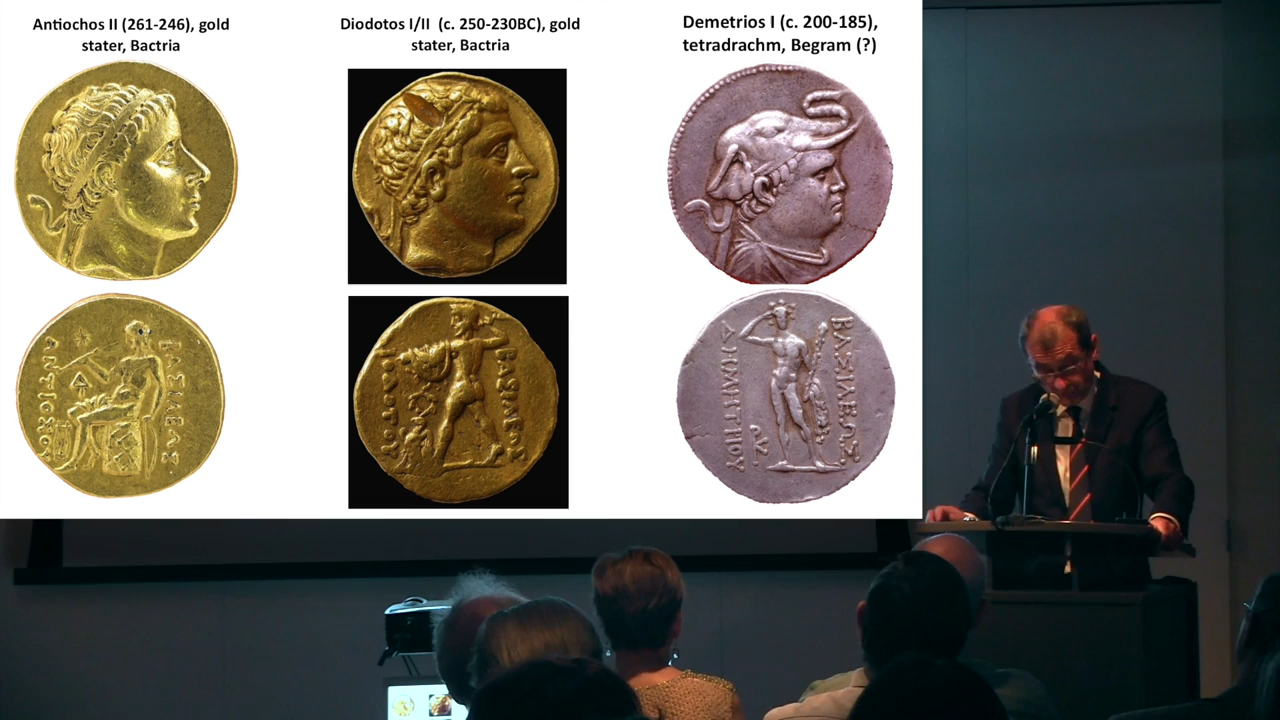 Antiochos II (261-246), gold
stater, Bactria
Diodotos I/II (c. 250-230BC), gold
stater, Bactria
Demetrios I (c. 200-185),
tetradrachm, Begram (?)
ΑΝΤΙΟΧΟΥ
ΒΑΣΙΛΕΩΣ
ΙΟΔΟΤΟΥ
ΒΑΣΙΛΕΩΣ
ΔΗΜΗΤΡΙΟΥ
ΒΑΣΙΛΕΩΣ